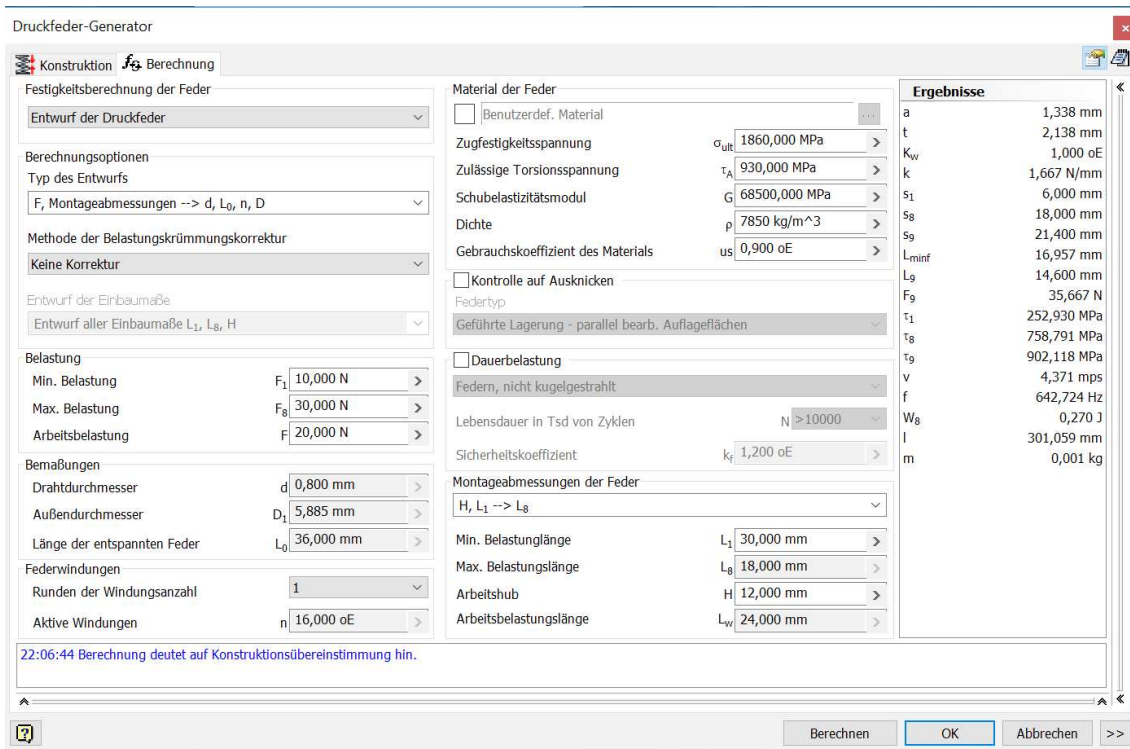 Druckfeder-Generator
Konstruktion
Berechnung
Festigkeitsberechnung der Feder
Entwurf der Druckfeder
Berechnungsoptionen
Typ des Entwurfs
F, Montageabmessungen --> d, L0, n, D
Methode der Belastungskrümmungskorrektur
Keine Korrektur
Entwurf der Einbaumaße
Entwurf aller Einbaumaße L1, L8, H
Belastung
Min. Belastung F1 10,000 N >
Max. Belastung F8 30,000 N >
Arbeitsbelastung F 20,000 N >
Bemaßungen
Drahtdurchmesser d 0,800 mm >
Außendurchmesser D1 5,885 mm >
Länge der entspannten Feder L0 36,000 mm >
Federwindungen
Runden der Windungsanzahl 1
Aktive Windungen n 16,000 oE >
Material der Feder
Benutzerdef. Material ...
Zugfestigkeitsspannung σult 1860,000 MPa >
Zulässige Torsionsspannung τA 930,000 MPa >
Schubelastizitätsmodul G 68500,000 MPa >
Dichte ρ 7850 kg/m^3 >
Gebrauchskoeffizient des Materials us 0,900 oE >
Kontrolle auf Ausknicken
Federtyp
Geführte Lagerung - parallel bearb. Auflageflächen
Dauerbelastung
Federn, nicht kugelgestrahlt
Lebensdauer in Tsd von Zyklen N >10000
Sicherheitskoeffizient kf 1,200 oE >
Montageabmessungen der Feder
H, L1 --> L8
Min. Belastunglänge L1 30,000 mm >
Max. Belastungslänge L8 18,000 mm >
Arbeitshub H 12,000 mm >
Arbeitsbelastungslänge Lw 24,000 mm >
Ergebnisse
a 1,338 mm
t 2,138 mm
Kw 1,000 oE
k 1,667 N/mm
s1 6,000 mm
s8 18,000 mm
s9 21,400 mm
Lminf 16,957 mm
L9 14,600 mm
F9 35,667 N
τ1 252,930 MPa
τ8 758,791 MPa
τ9 902,118 MPa
v 4,371 mps
f 642,724 Hz
W8 0,270 J
l 301,059 mm
m 0,001 kg
22:06:44 Berechnung deutet auf Konstruktionsübereinstimmung hin.
Berechnen
OK
Abbrechen
>>